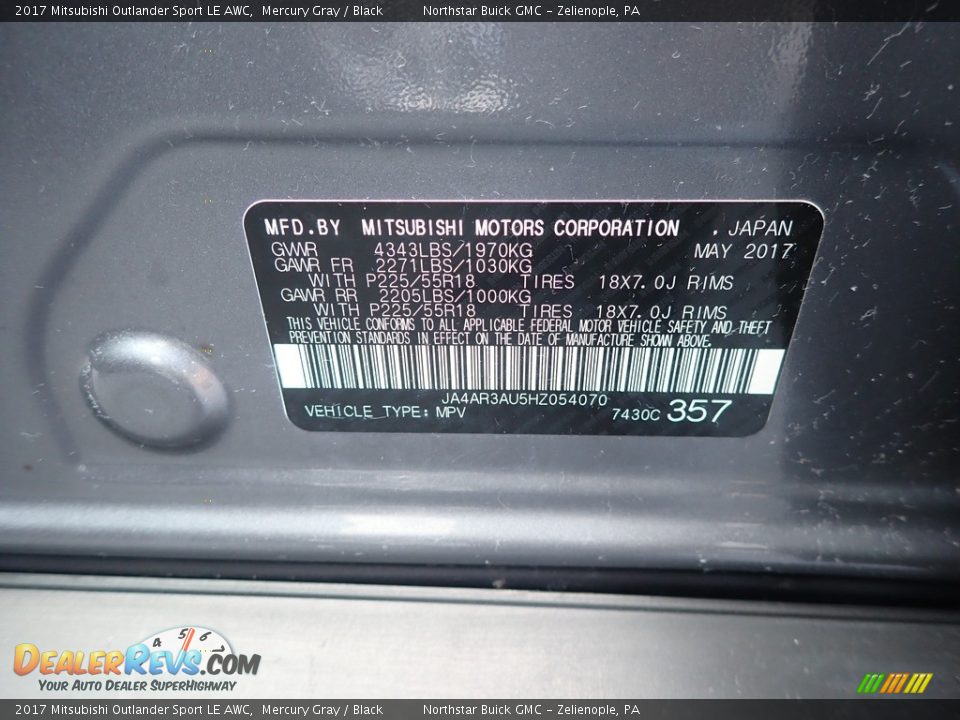 2017 Mitsubishi Outlander Sport LE AWC, Mercury Gray / Black Northstar Buick GMC - Zelienople, PA
MFD.BY MITSUBISHI MOTORS CORPORATION . JAPAN
GVWR 4343LBS/1970KG MAY 2017
GAWR FR 2271LBS/1030KG
WITH P225/55R18 TIRES 18X7.0J RIMS
GAWR RR 2205LBS/1000KG
WITH P225/55R18 TIRES 18X7.0J RIMS
THIS VEHICLE CONFORMS TO ALL APPLICABLE FEDERAL MOTOR VEHICLE SAFETY AND THEFT
PREVENTION STANDARDS IN EFFECT ON THE DATE OF MANUFACTURE SHOWN ABOVE.
JA4AR3AU5HZ054070
VEHICLE TYPE: MPV 7430C 357
4 5 6
DealerRevs.com
Your Auto Dealer SuperHighway
2017 Mitsubishi Outlander Sport LE AWC, Mercury Gray / Black Northstar Buick GMC - Zelienople, PA